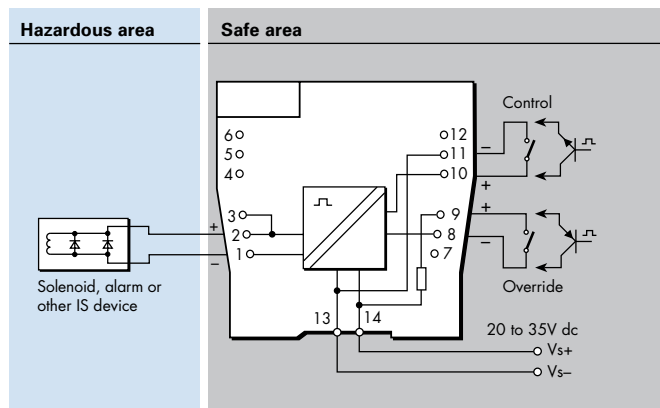 Hazardous area
Safe area
Control
6
5
4
3
2
1
12
11
10
9
8
7
–
+
+
–
+
–
Solenoid, alarm or
other IS device
Override
13
14
20 to 35V dc
Vs+
Vs–